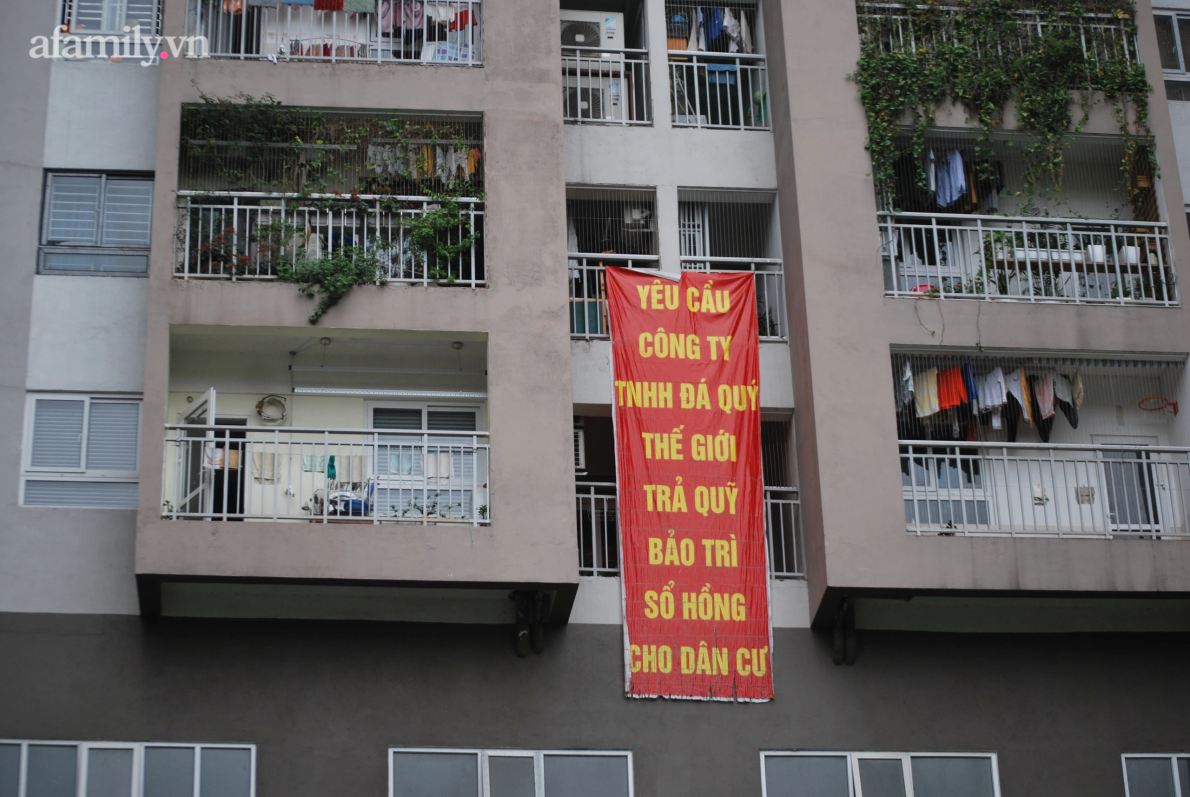 afamily.vn
YÊU CẦU
CÔNG TY
TNHH ĐÁ QUÝ
THẾ GIỚI
TRẢ QUỸ
BẢO TRÌ
SỔ HỒNG
CHO DÂN CƯ